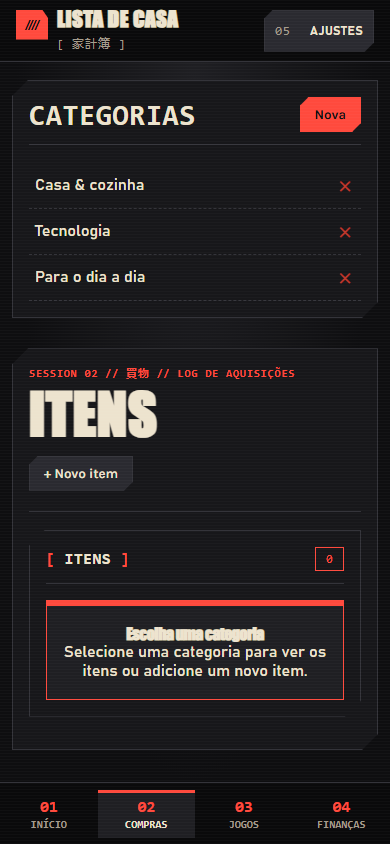 LISTA DE CASA
[ 家計簿 ]
05 AJUSTES
CATEGORIAS
Nova
Casa & cozinha
Tecnologia
Para o dia a dia
SESSION 02 // 買物 // LOG DE AQUISIÇÕES
ITENS
+ Novo item
[ ITENS ]
0
Escolha uma categoria
Selecione uma categoria para ver os
itens ou adicione um novo item.
01 02 03 04
INÍCIO COMPRAS JOGOS FINANÇAS